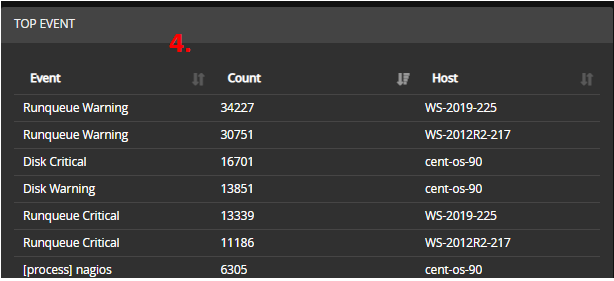 TOP EVENT
4.
Event Count Host
Runqueue Warning 34227 WS-2019-225
Runqueue Warning 30751 WS-2012R2-217
Disk Critical 16701 cent-os-90
Disk Warning 13851 cent-os-90
Runqueue Critical 13339 WS-2019-225
Runqueue Critical 11186 WS-2012R2-217
[process] nagios 6305 cent-os-90